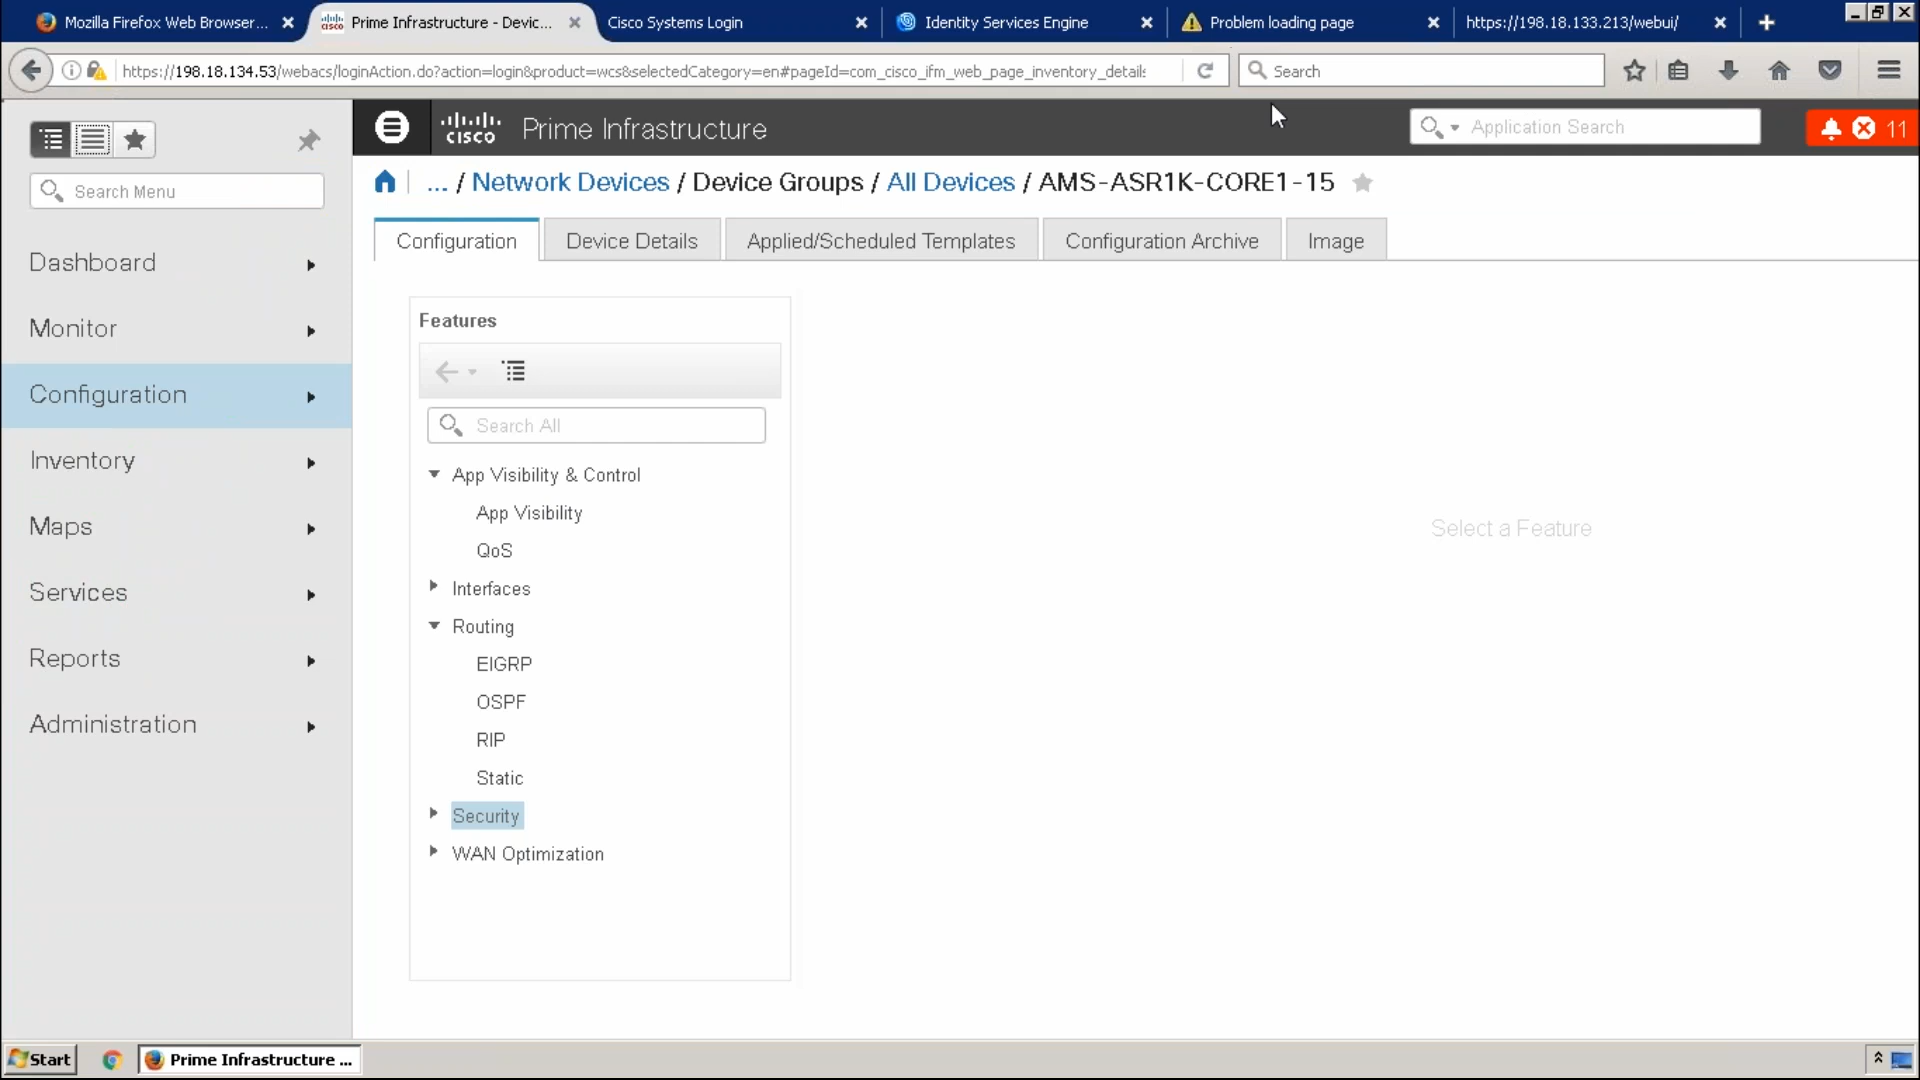 Mozilla Firefox Web Browser...
Prime Infrastructure - Devic...
Cisco Systems Login
Identity Services Engine
Problem loading page
https://198.18.133.213/webui/
https://198.18.134.53/webacs/loginAction.do?action=login&product=wcs&selectedCategory=en#pageId=com_cisco_ifm_web_page_inventory_details
Search
CISCO
Prime Infrastructure
Application Search
11
Search Menu
... / Network Devices / Device Groups / All Devices / AMS-ASR1K-CORE1-15
Configuration
Device Details
Applied/Scheduled Templates
Configuration Archive
Image
Dashboard
Monitor
Configuration
Inventory
Maps
Services
Reports
Administration
Features
Search All
App Visibility & Control
App Visibility
QoS
Interfaces
Routing
EIGRP
OSPF
RIP
Static
Security
WAN Optimization
Select a Feature
Start
Prime Infrastructure ...